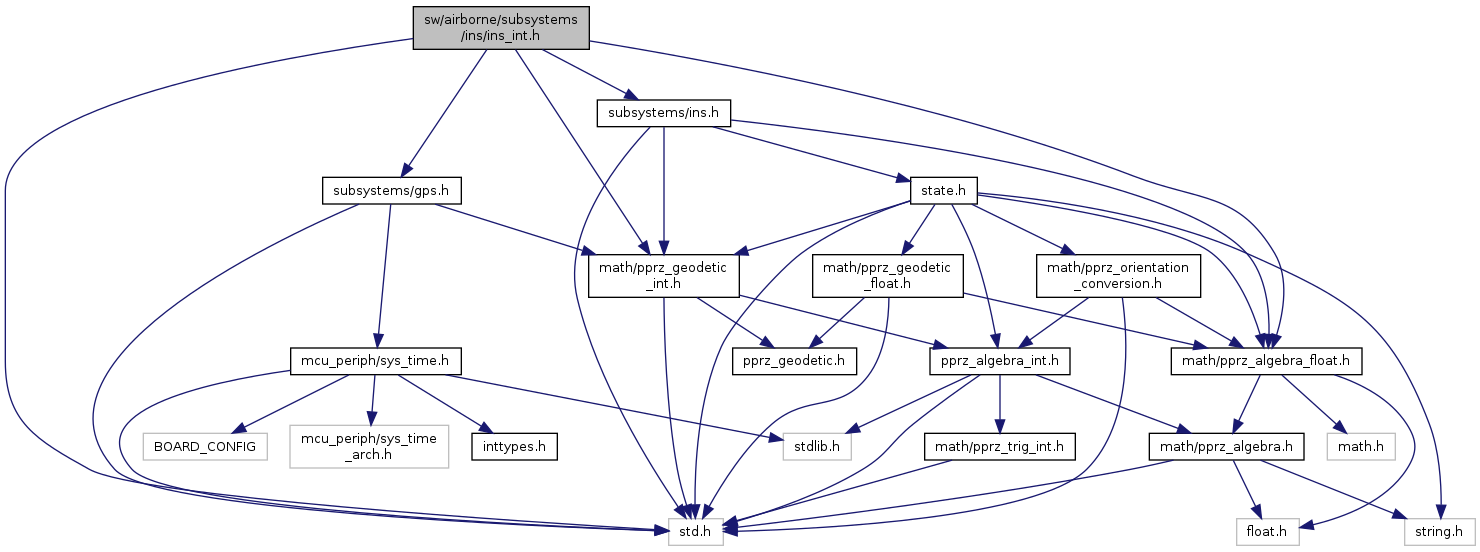 sw/airborne/subsystems
/ins/ins_int.h
subsystems/ins.h
subsystems/gps.h
state.h
math/pprz_geodetic
_int.h
math/pprz_geodetic
_float.h
math/pprz_orientation
_conversion.h
mcu_periph/sys_time.h
pprz_geodetic.h
pprz_algebra_int.h
math/pprz_algebra_float.h
BOARD_CONFIG
mcu_periph/sys_time
_arch.h
inttypes.h
stdlib.h
math/pprz_trig_int.h
math/pprz_algebra.h
math.h
std.h
float.h
string.h